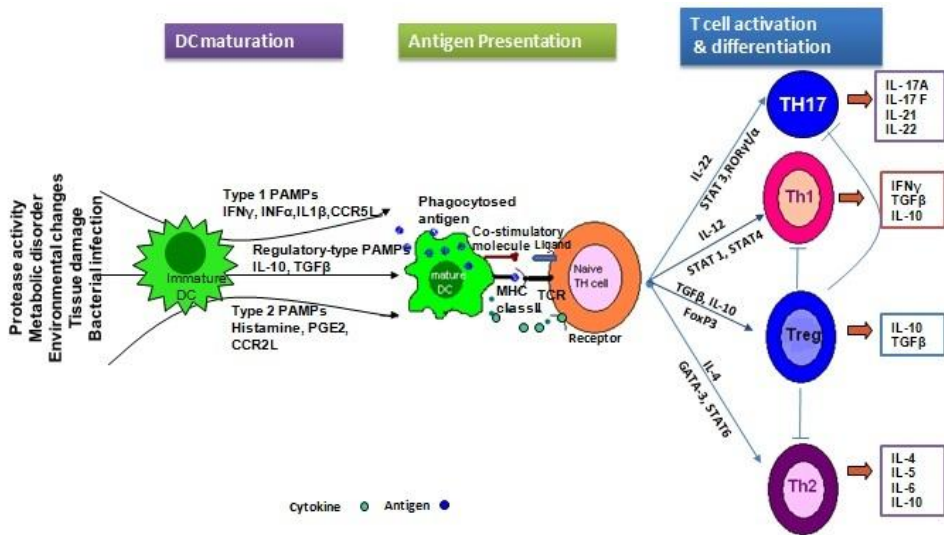 DC maturation
Antigen Presentation
T cell activation
& differentiation
Protease activity
Metabolic disorder
Environmental changes
Tissue damage
Bacterial infection
Immature
DC
Type 1 PAMPs
IFNγ, INFα,IL1β,CCR5L
Regulatory-type PAMPs
IL-10, TGFβ
Type 2 PAMPs
Histamine, PGE2,
CCR2L
Phagocytosed
antigen
Co-stimulatory
molecule
Ligand
mature
DC
MHC
classII
TCR
Naive
TH cell
Receptor
IL-22
STAT 3,RORγt/α
IL-12
STAT 1, STAT4
TGFβ, IL-10
FoxP3
IL-4
GATA-3, STAT6
TH17
IL-17A
IL-17 F
IL-21
IL-22
Th1
IFNγ
TGFβ
IL-10
Treg
IL-10
TGFβ
Th2
IL-4
IL-5
IL-6
IL-10
Cytokine
Antigen